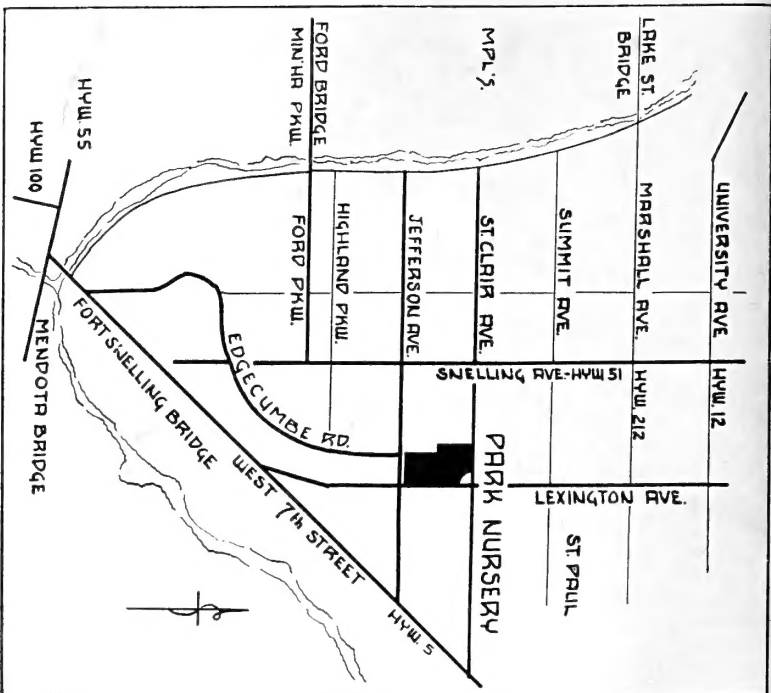 LAKE ST.
BRIDGE
MPL'S.
FORD BRIDGE
MIN'HA PKW.
HYW. 55
HYW 100
UNIVERSITY AVE HYW. 12
MARSHALL AVE. HYW. 212
SUMMIT AVE.
ST. CLAIR AVE.
JEFFERSON AVE.
HIGHLAND PKW.
FORD PKW.
SNELLING AVE-HYW 51
EDGECUMBE RD.
PARK NURSERY
LEXINGTON AVE.
ST. PAUL
FORT SNELLING BRIDGE
WEST 7th STREET
HYW. 5
MENDOTA BRIDGE